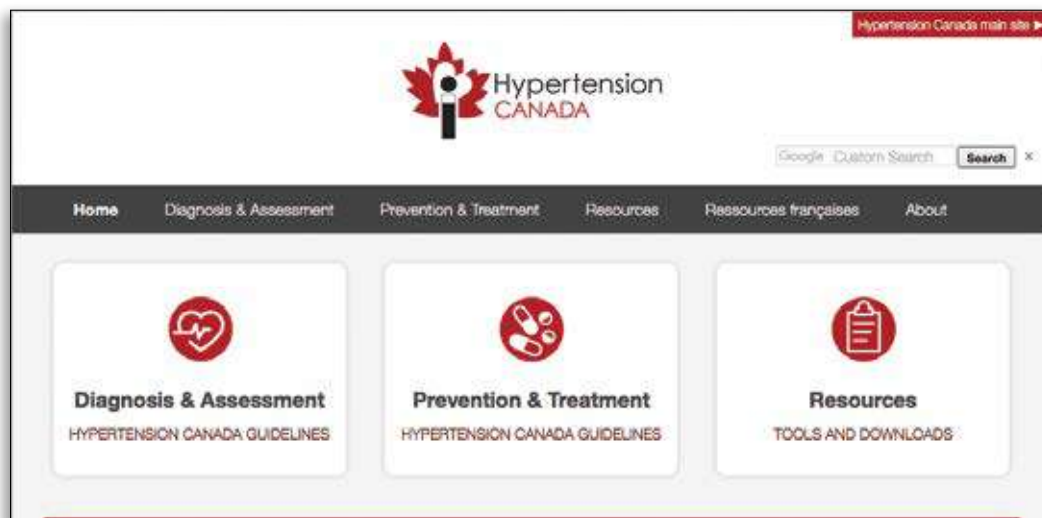 Hypertension Canada main site ▶
Hypertension
CANADA
Google Custom Search Search ×
Home Diagnosis & Assessment Prevention & Treatment Resources Ressources françaises About
Diagnosis & Assessment Prevention & Treatment Resources
HYPERTENSION CANADA GUIDELINES HYPERTENSION CANADA GUIDELINES TOOLS AND DOWNLOADS